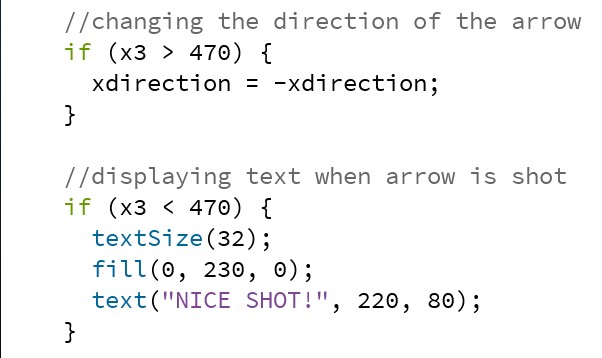 //changing the direction of the arrow
if (x3 > 470) {
xdirection = -xdirection;
}
//displaying text when arrow is shot
if (x3 < 470) {
textSize(32);
fill(0, 230, 0);
text("NICE SHOT!", 220, 80);
}